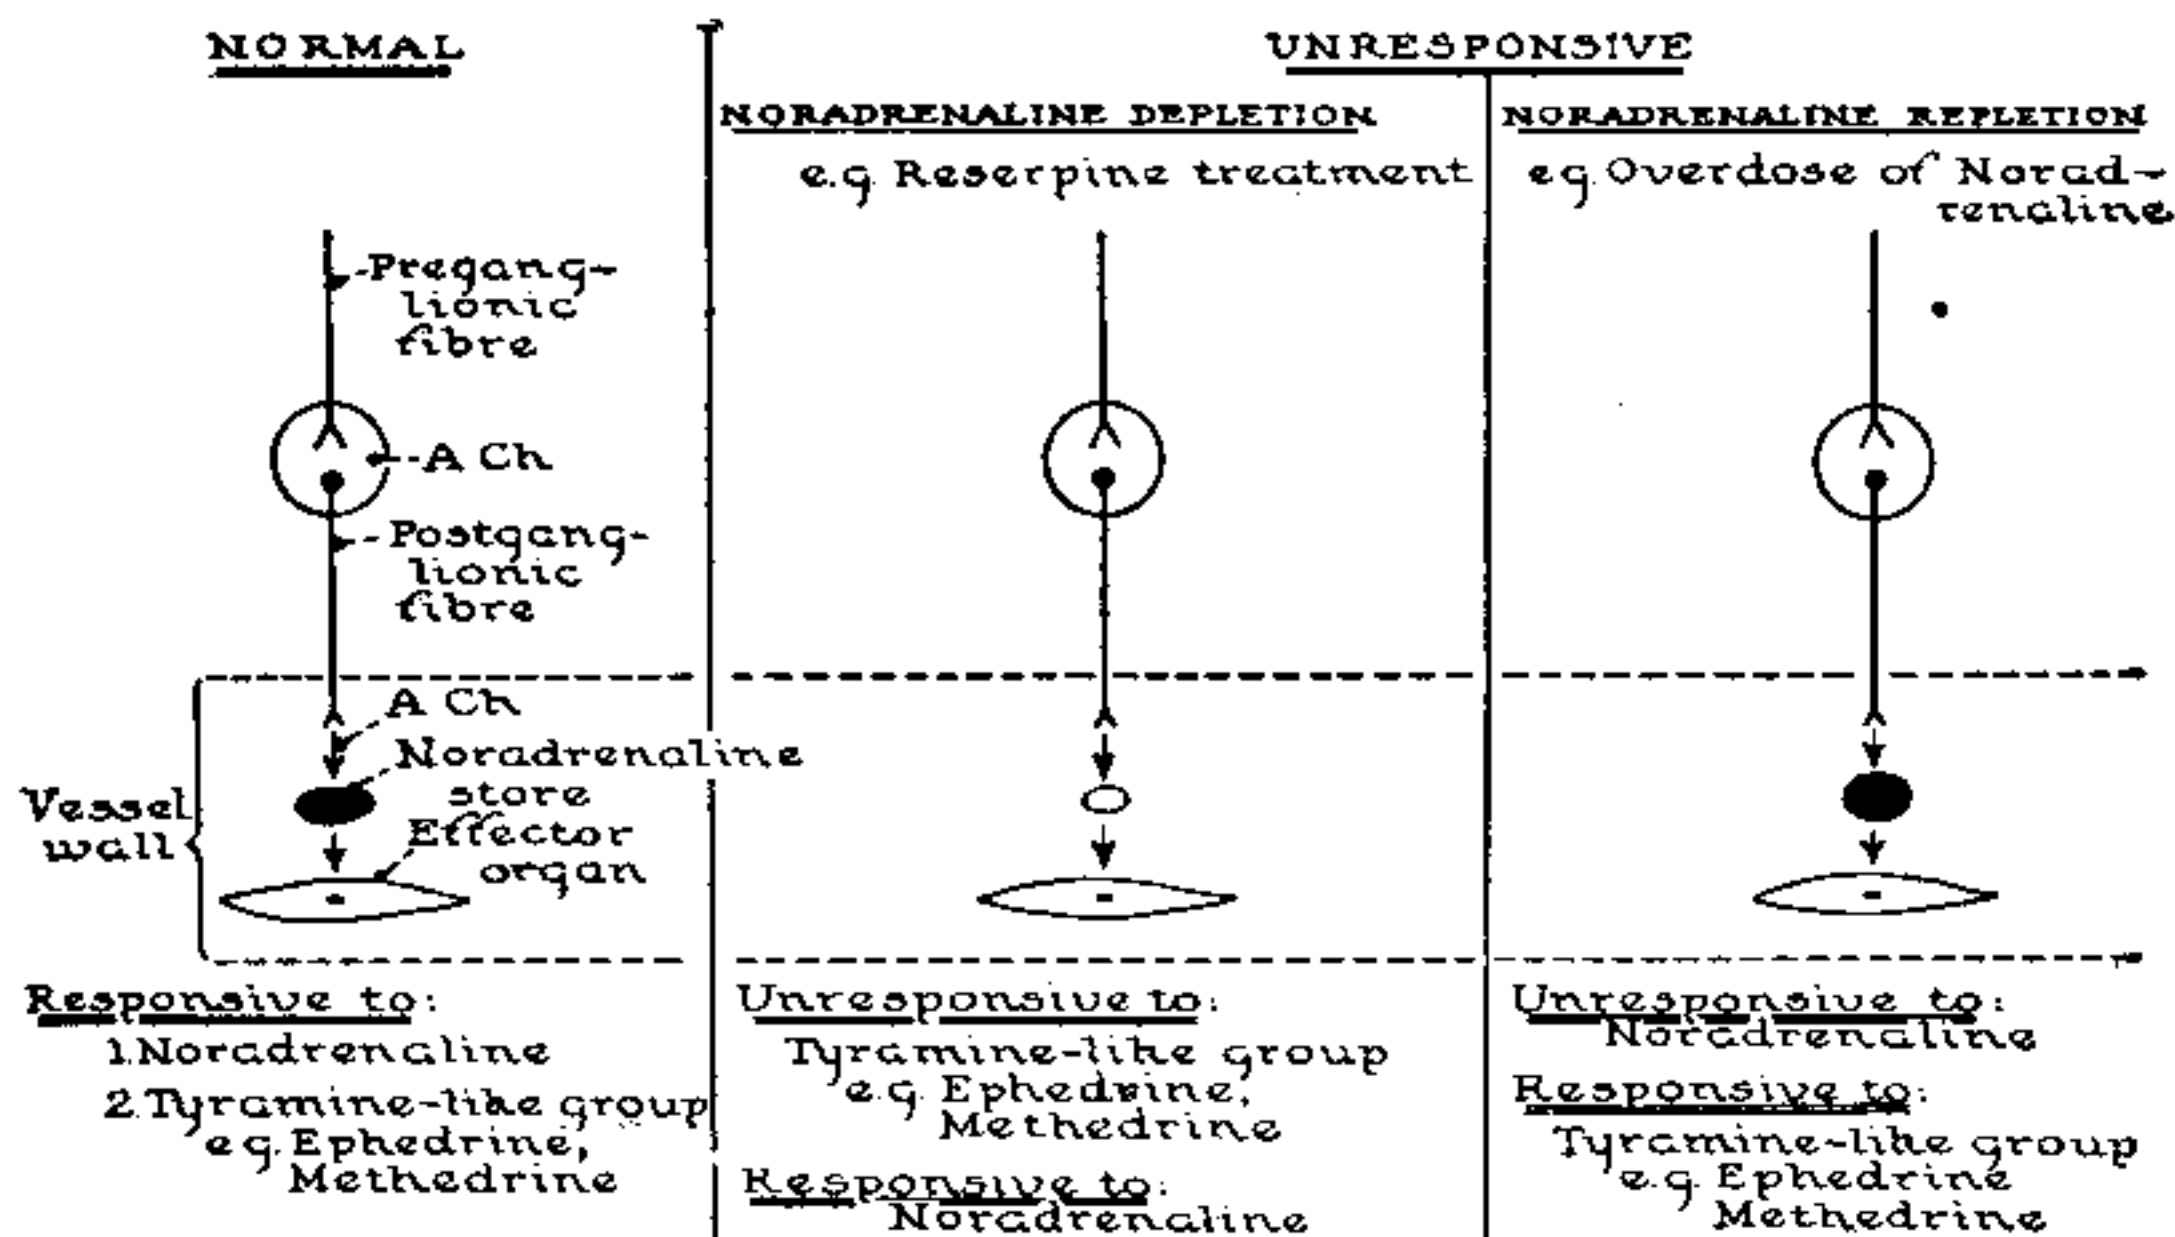 NORMAL
UNRESPONSIVE
NORADRENALINE DEPLETION
e.g. Reserpine treatment
NORADRENALINE REPLETION
e.g. Overdose of Norad-
renaline
Pregang-
lionic
fibre
A Ch
Postgang-
lionic
fibre
Vessel
wall
A Ch
Noradrenaline
store
Effector
organ
Responsive to:
1. Noradrenaline
2. Tyramine-like group
e.g. Ephedrine,
Methedrine
Unresponsive to:
Tyramine-like group
e.g. Ephedrine,
Methedrine
Responsive to:
Noradrenaline
Unresponsive to:
Noradrenaline
Responsive to:
Tyramine-like group
e.g. Ephedrine
Methedrine